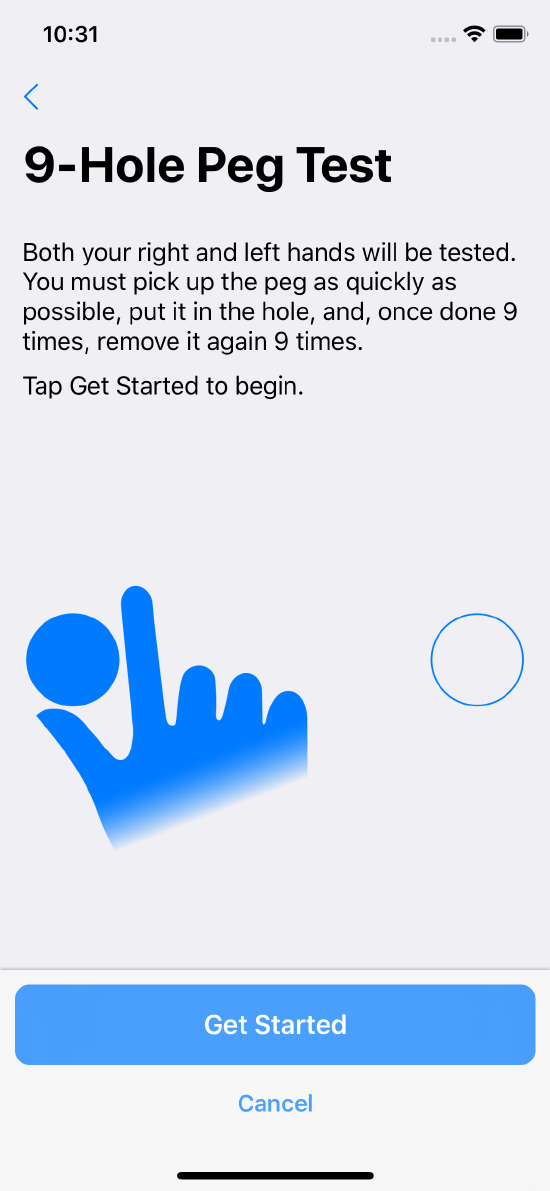 10:31
9-Hole Peg Test
Both your right and left hands will be tested.
You must pick up the peg as quickly as
possible, put it in the hole, and, once done 9
times, remove it again 9 times.
Tap Get Started to begin.
Get Started
Cancel